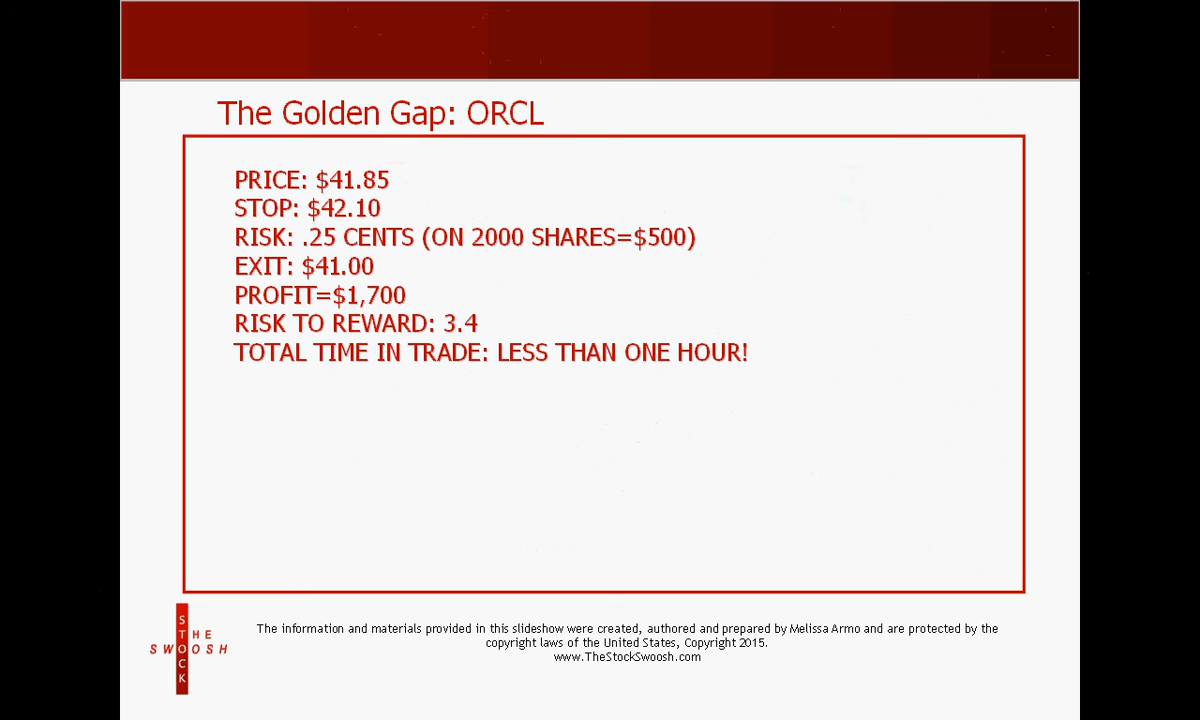 The Golden Gap: ORCL
PRICE: $41.85
STOP: $42.10
RISK: .25 CENTS (ON 2000 SHARES=$500)
EXIT: $41.00
PROFIT=$1,700
RISK TO REWARD: 3.4
TOTAL TIME IN TRADE: LESS THAN ONE HOUR!
THE
STOCK
SWOOSH
The information and materials provided in this slideshow were created, authored and prepared by Melissa Armo and are protected by the
copyright laws of the United States, Copyright 2015.
www.TheStockSwoosh.com